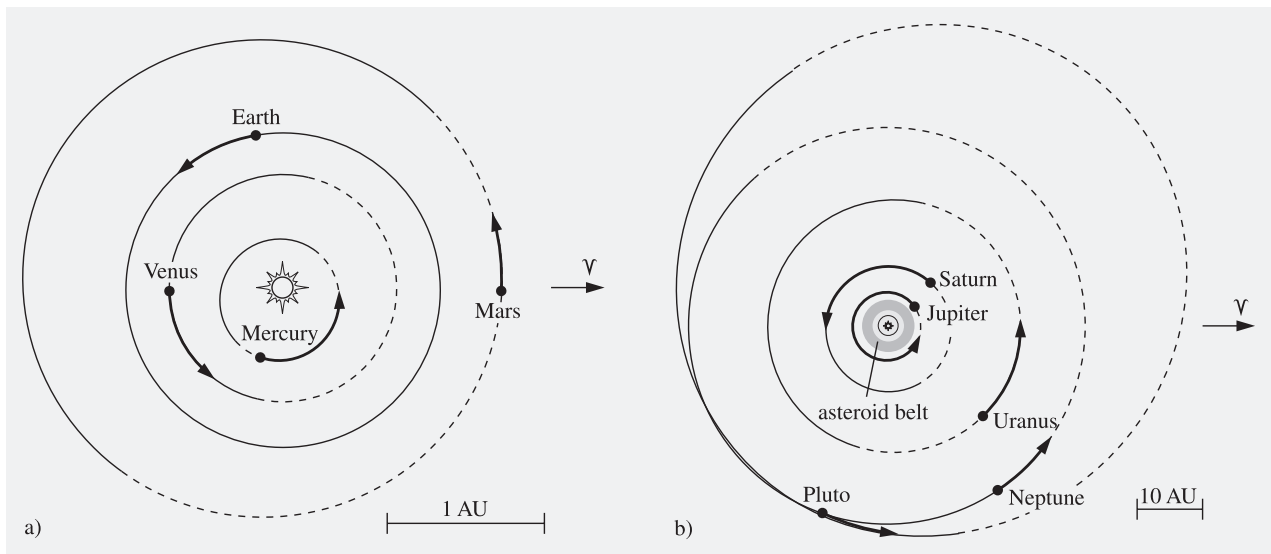 Earth
Venus
Mercury
Mars
♈
1 AU
a)
Saturn
Jupiter
♈
asteroid belt
Uranus
Pluto
Neptune
10 AU
b)